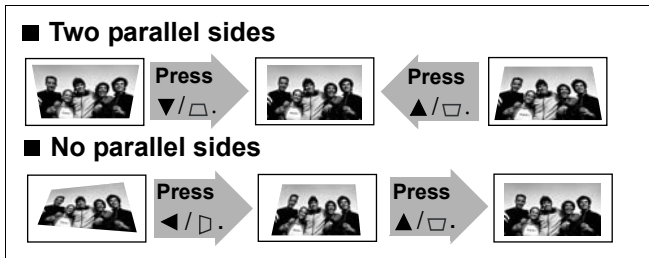 ■ Two parallel sides
Press
▼/⏢.
Press
▲/▽.
■ No parallel sides
Press
◄/▷.
Press
▲/▽.